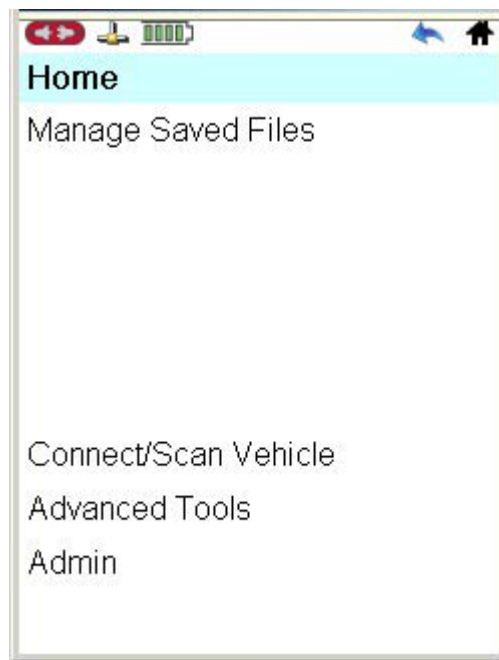 Home
Manage Saved Files
Connect/Scan Vehicle
Advanced Tools
Admin